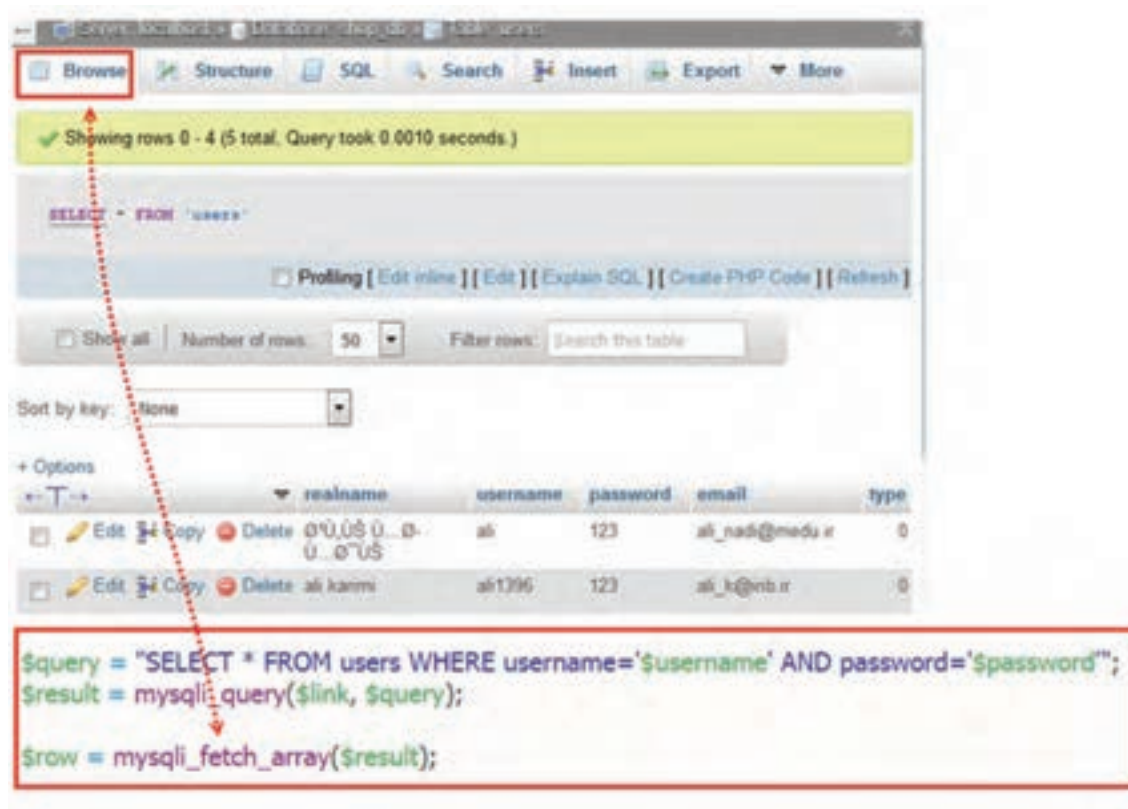 Browse Structure SQL Search Insert Export More
Showing rows 0 - 4 (5 total, Query took 0.0010 seconds.)
SELECT * FROM `users`
Profiling [ Edit inline ] [ Edit ] [ Explain SQL ] [ Create PHP Code ] [ Refresh ]
Show all Number of rows: 50 Filter rows: Search this table
Sort by key: None
+ Options
realname username password email type
Edit Copy Delete ali 123 ali_nadi@medu.ir 0
Edit Copy Delete ali karimi ali1396 123 0
$query = "SELECT * FROM users WHERE username='$username' AND password='$password'";
$result = mysqli_query($link, $query);
$row = mysqli_fetch_array($result);